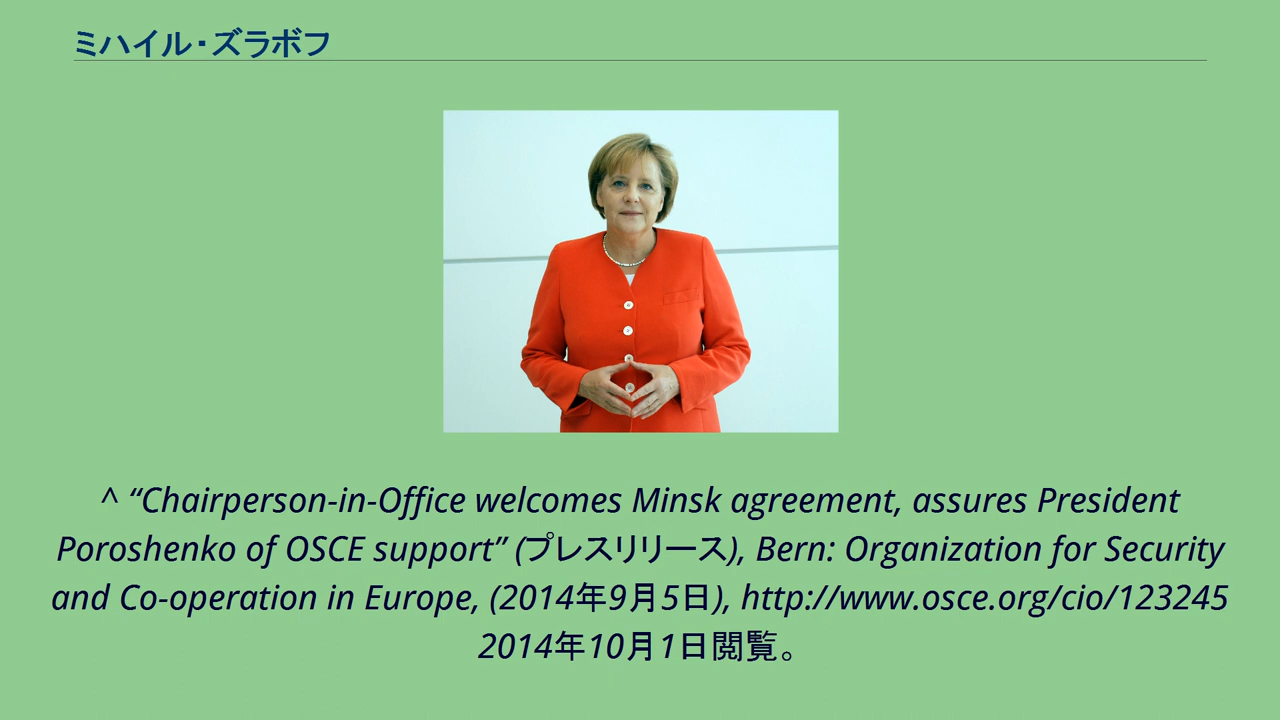 ミハイル・ズラボフ
^ “Chairperson-in-Office welcomes Minsk agreement, assures President
Poroshenko of OSCE support” (プレスリリース), Bern: Organization for Security
and Co-operation in Europe, (2014年9月5日), http://www.osce.org/cio/123245
2014年10月1日閲覧。